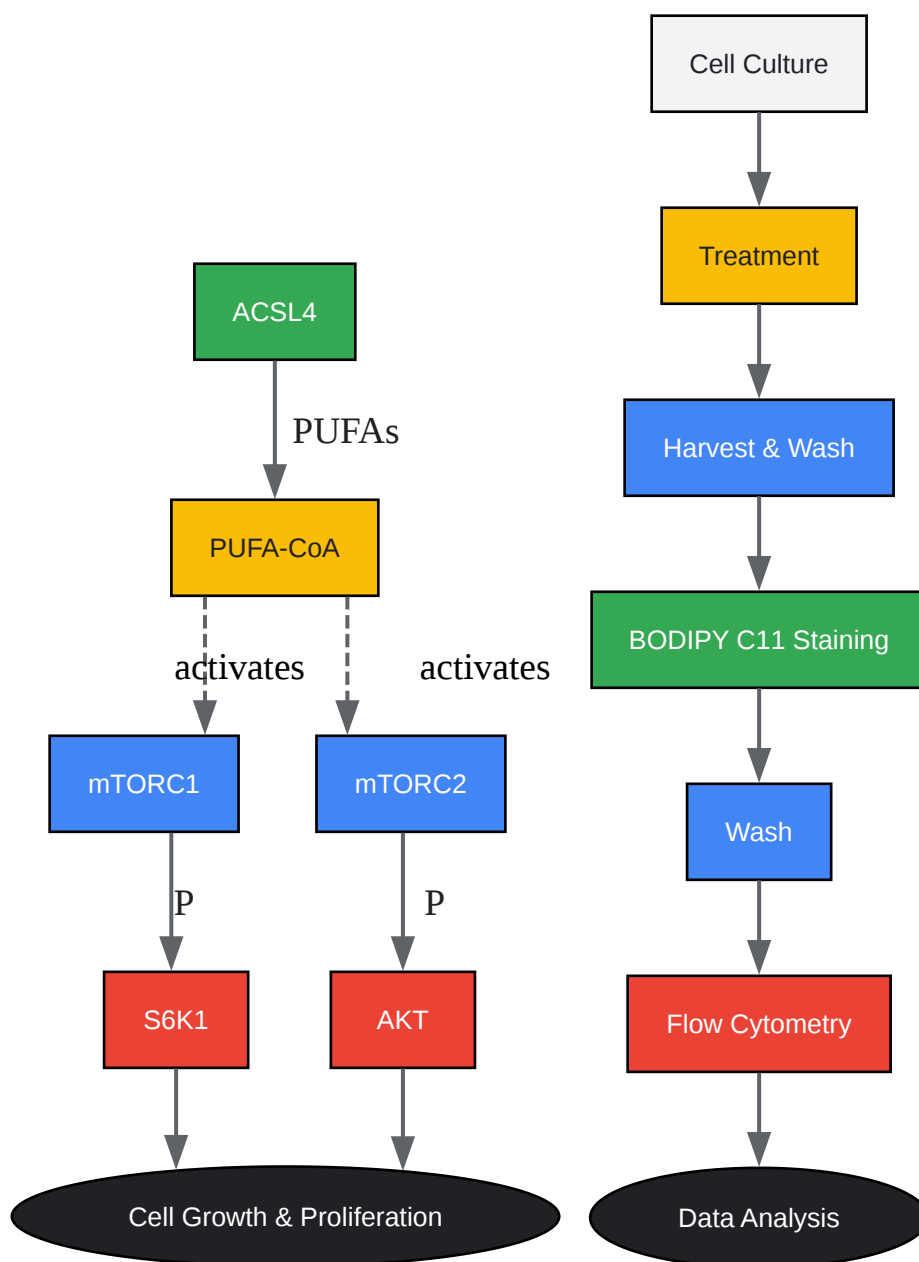 ACSL4
PUFAs
PUFA-CoA
activates
activates
mTORC1
mTORC2
P
P
S6K1
AKT
Cell Growth & Proliferation
Cell Culture
Treatment
Harvest & Wash
BODIPY C11 Staining
Wash
Flow Cytometry
Data Analysis